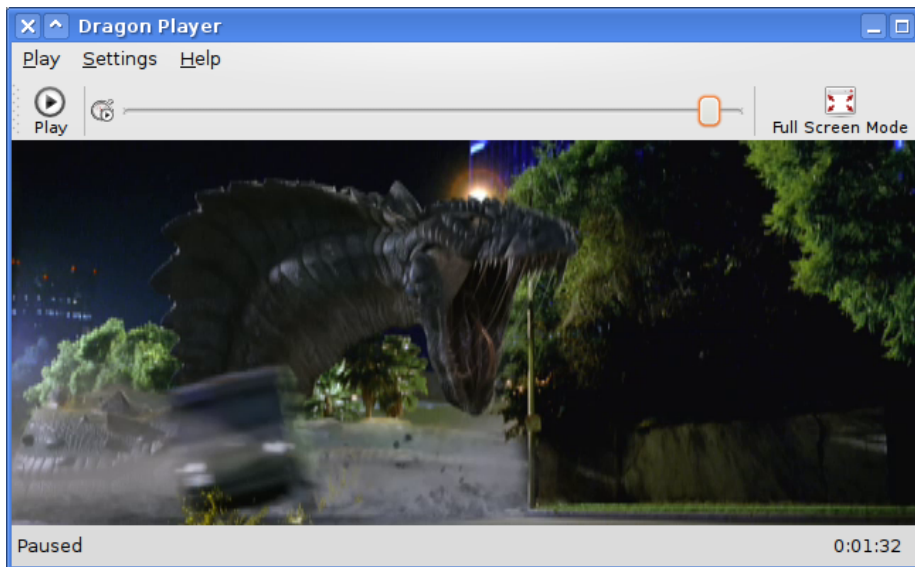 Dragon Player
Play Settings Help
Play
Full Screen Mode
Paused 0:01:32